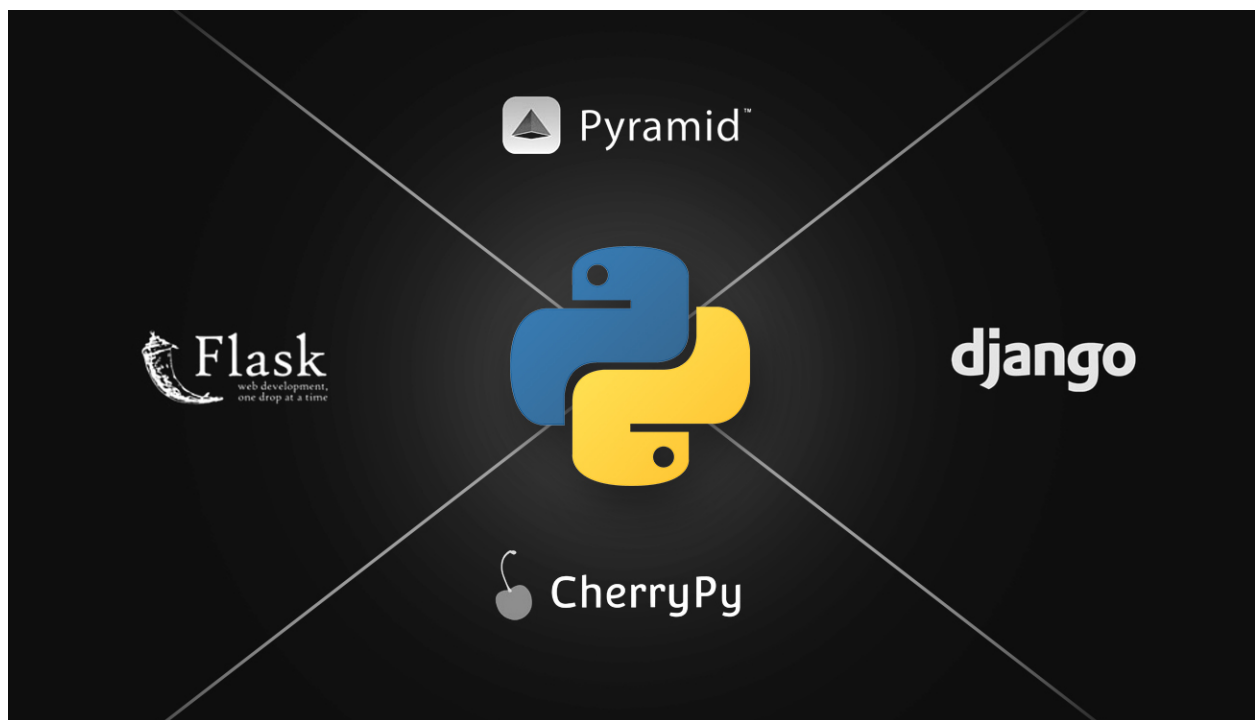 Pyramid™
Flask
web development,
one drop at a time
django
CherryPy